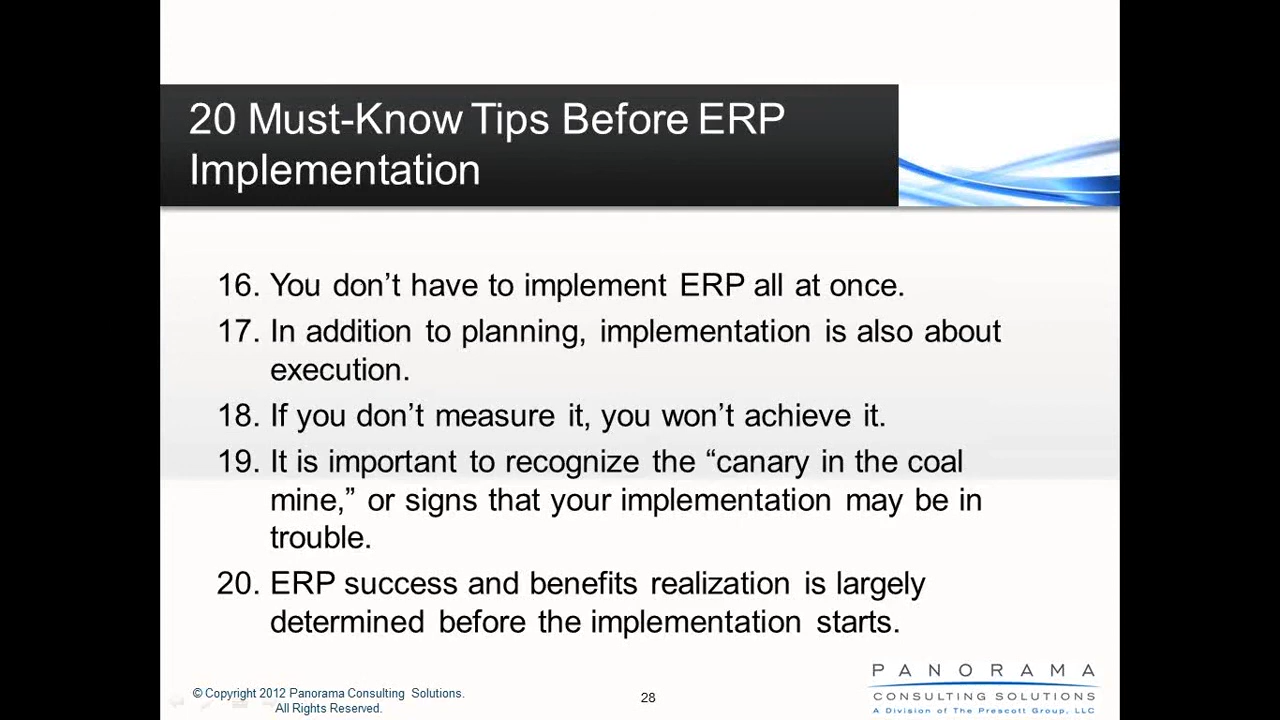 20 Must-Know Tips Before ERP
Implementation
16. You don’t have to implement ERP all at once.
17. In addition to planning, implementation is also about
execution.
18. If you don’t measure it, you won’t achieve it.
19. It is important to recognize the “canary in the coal
mine,” or signs that your implementation may be in
trouble.
20. ERP success and benefits realization is largely
determined before the implementation starts.
© Copyright 2012 Panorama Consulting Solutions.
All Rights Reserved.
28
PANORAMA
CONSULTING SOLUTIONS
A Division of The Prescott Group, LLC